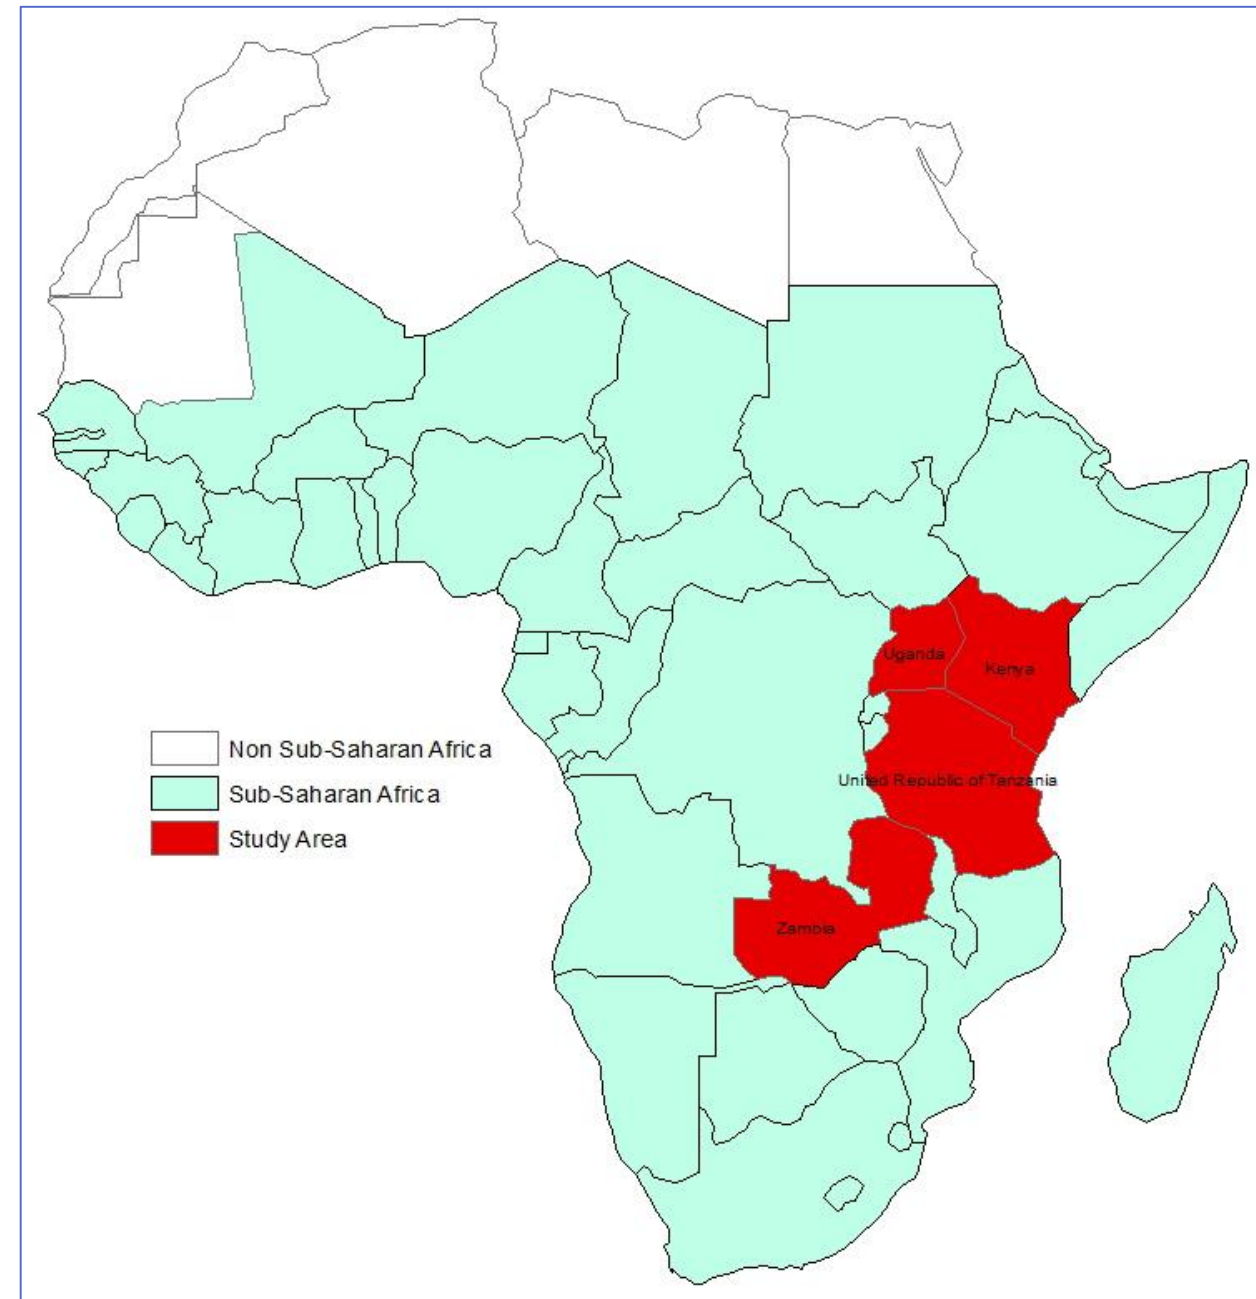 Uganda
Kenya
Non Sub-Saharan Africa
United Republic of Tanzania
Sub-Saharan Africa
Study Area
Zambia